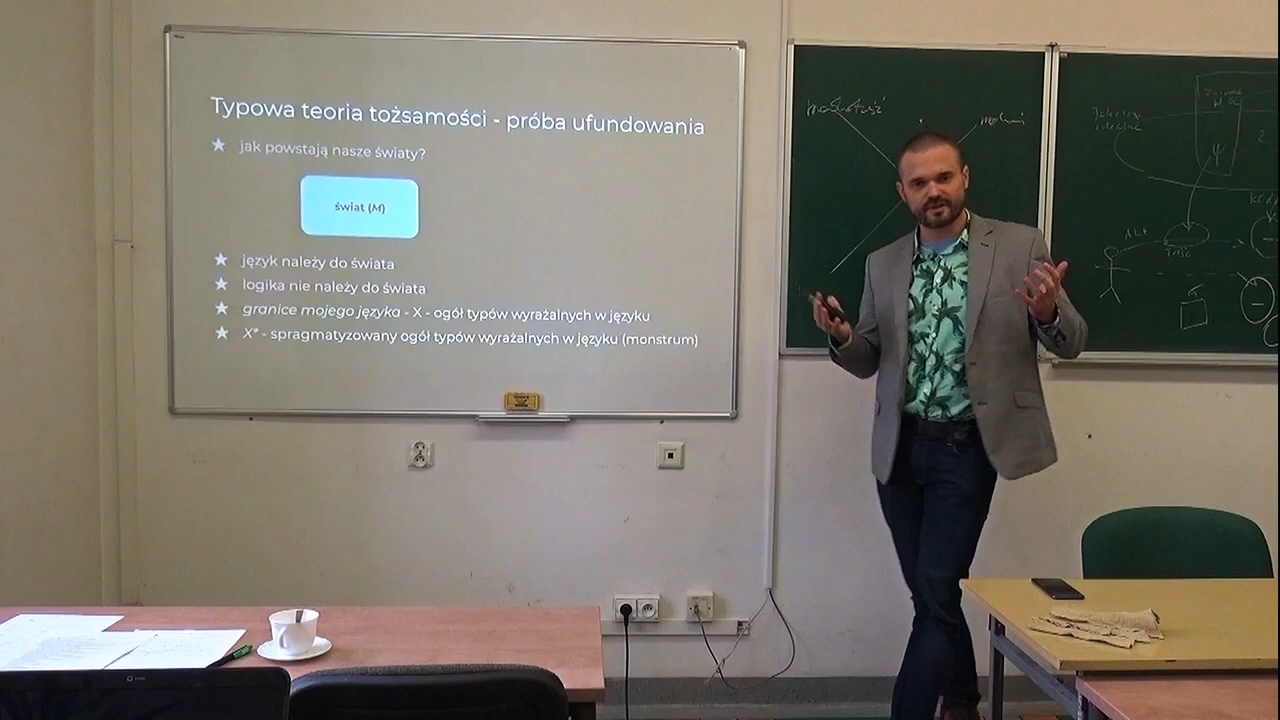 Typowa teoria tożsamości - próba ufundowania
jak powstają nasze światy?
świat (M)
język należy do świata
logika nie należy do świata
granice mojego języka - X - ogół typów wyrażalnych w języku
X* - spragmatyzowany ogół typów wyrażalnych w języku (monstrum)